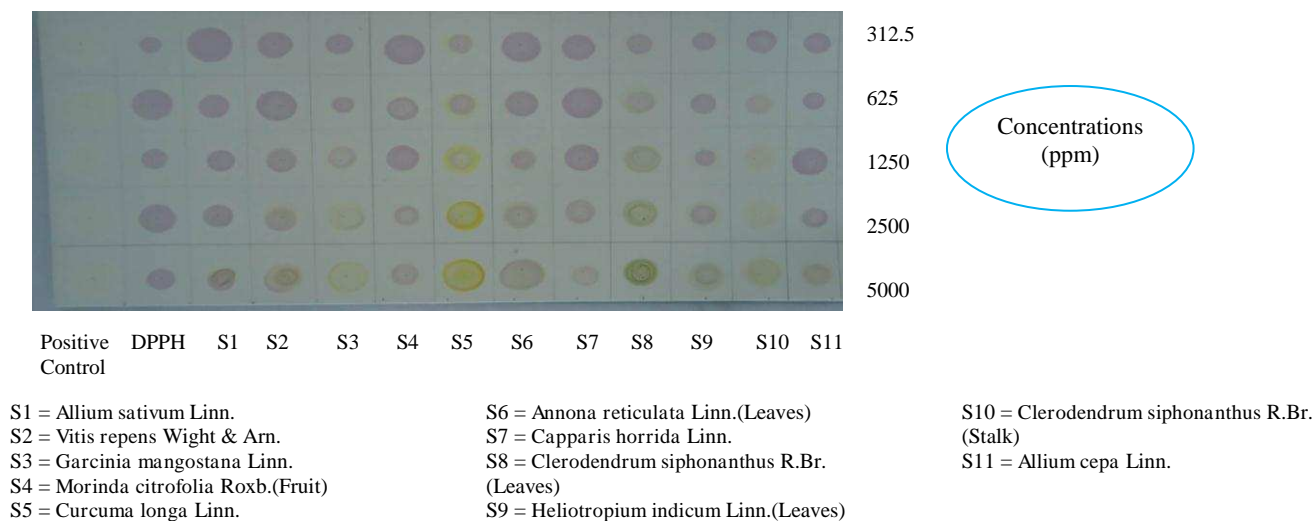 312.5
625
Concentrations
(ppm)
1250
2500
5000
Positive Control DPPH S1 S2 S3 S4 S5 S6 S7 S8 S9 S10 S11
S1 = Allium sativum Linn.
S2 = Vitis repens Wight & Arn.
S3 = Garcinia mangostana Linn.
S4 = Morinda citrofolia Roxb.(Fruit)
S5 = Curcuma longa Linn.
S6 = Annona reticulata Linn.(Leaves)
S7 = Capparis horrida Linn.
S8 = Clerodendrum siphonanthus R.Br.
(Leaves)
S9 = Heliotropium indicum Linn.(Leaves)
S10 = Clerodendrum siphonanthus R.Br.
(Stalk)
S11 = Allium cepa Linn.